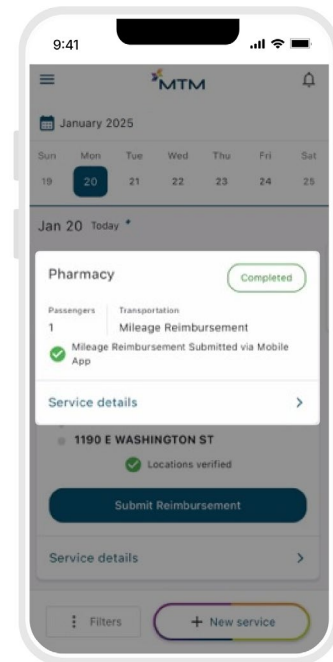 9:41
MTM
January 2025
Sun Mon Tue Wed Thu Fri Sat
19 20 21 22 23 24 25
Jan 20 Today
Pharmacy
Completed
Passengers Transportation
1 Mileage Reimbursement
Mileage Reimbursement Submitted via Mobile
App
Service details
1190 E WASHINGTON ST
Locations verified
Submit Reimbursement
Service details
Filters
+ New service